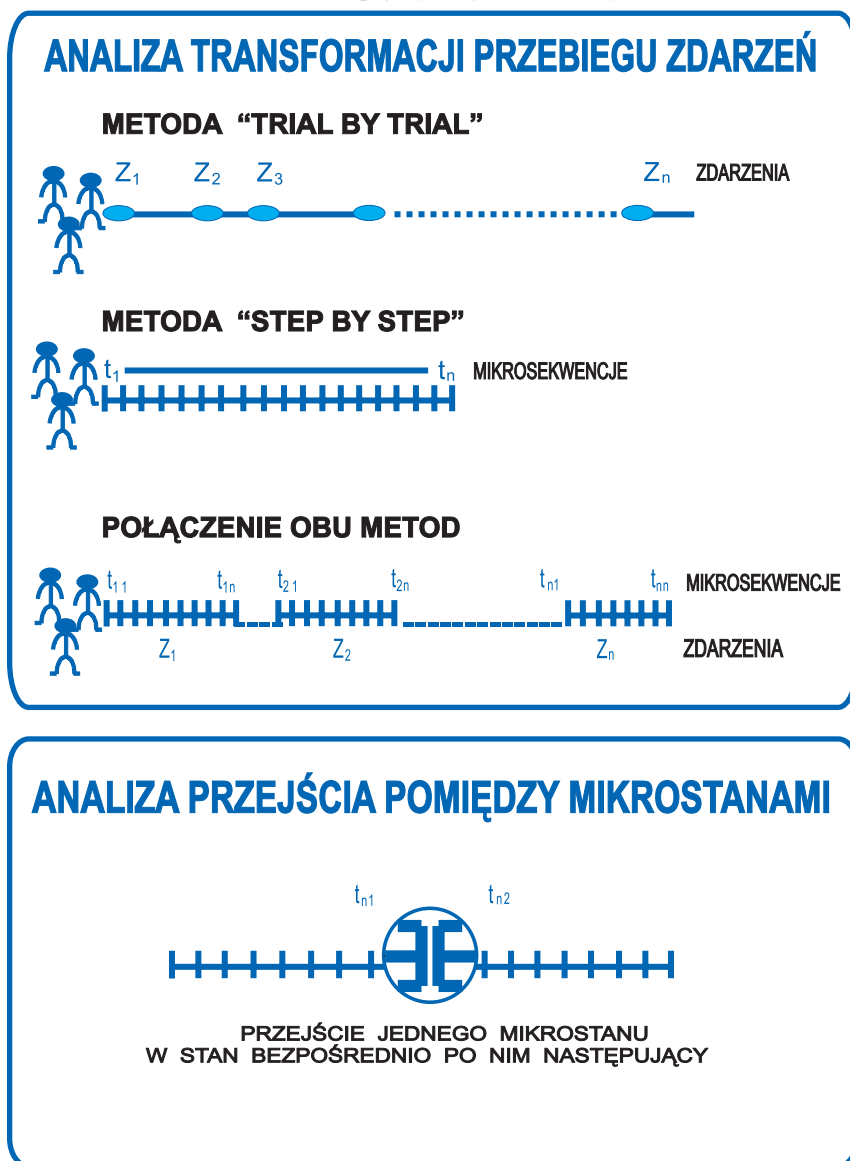 ANALIZA TRANSFORMACJI PRZEBIEGU ZDARZEŃ
METODA “TRIAL BY TRIAL”
Z1 Z2 Z3 Zn ZDARZENIA
METODA “STEP BY STEP”
t1 tn MIKROSEKWENCJE
POŁĄCZENIE OBU METOD
t11 t1n t21 t2n tn1 tnn MIKROSEKWENCJE
Z1 Z2 Zn ZDARZENIA
ANALIZA PRZEJŚCIA POMIĘDZY MIKROSTANAMI
tn1 tn2
PRZEJŚCIE JEDNEGO MIKROSTANU
W STAN BEZPOŚREDNIO PO NIM NASTĘPUJĄCY